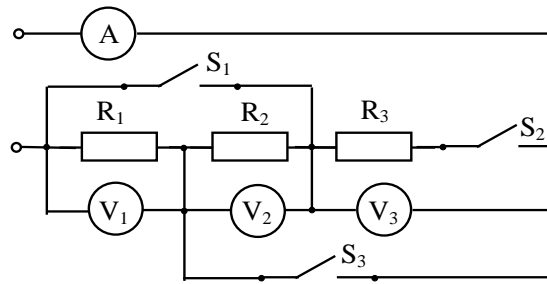 A
S₁
R₁ R₂ R₃ S₂
V₁ V₂ V₃
S₃